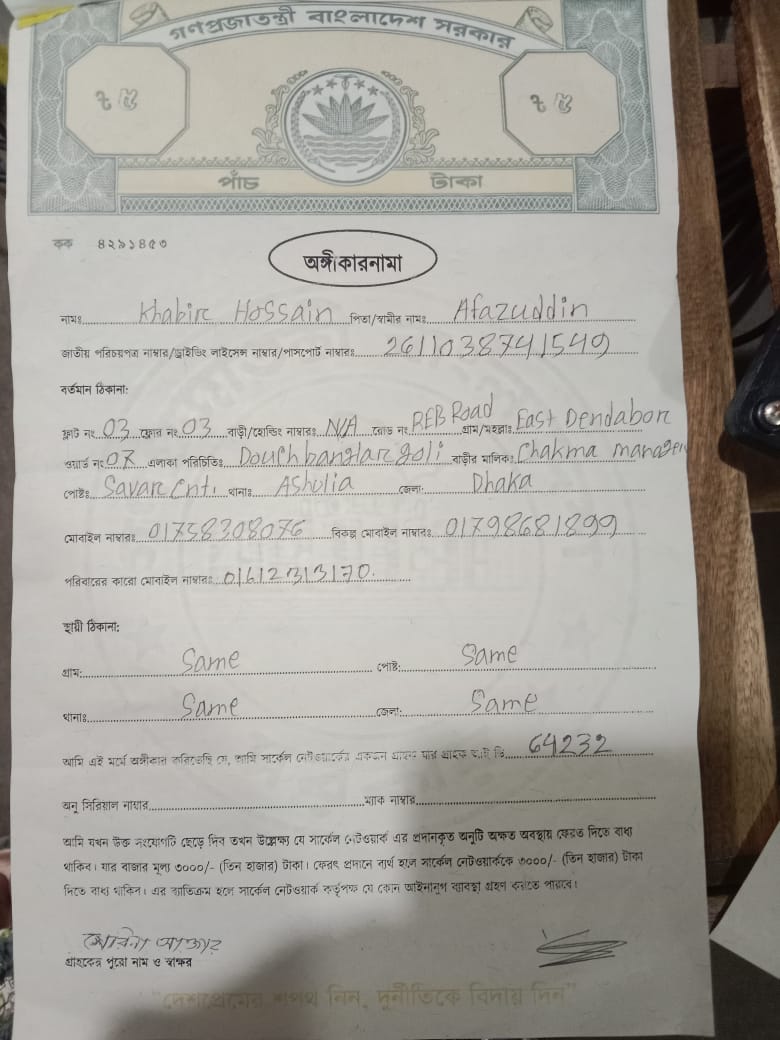 গণপ্রজাতন্ত্রী বাংলাদেশ সরকার
৳ ৫ ৳ ৫
পাঁচ টাকা
কক ৪২৯১৪৫৩
অঙ্গীকারনামা
নামঃ Khabir Hossain পিতা/স্বামীর নামঃ Afazuddin
জাতীয় পরিচয়পত্র নাম্বার/ড্রাইভিং লাইসেন্স নাম্বার/পাসপোর্ট নাম্বারঃ 2611038741549
বর্তমান ঠিকানা:
ফ্লাট নং 03 ফ্লোর নং 03 বাড়ী/হোল্ডিং নাম্বারঃ N/A রোড নং REB Road গ্রাম/মহল্লাঃ East Dendabor
ওয়ার্ড নং 07 এলাকা পরিচিতিঃ Douchbanglar goli বাড়ীর মালিক: Chakma manager
পোষ্টঃ Savar Cnt. থানাঃ Ashulia জেলা: Dhaka
মোবাইল নাম্বারঃ 01758308076 বিকল্প মোবাইল নাম্বারঃ 01798681899
পরিবারের কারো মোবাইল নাম্বারঃ 01612313170.
স্থায়ী ঠিকানা:
গ্রাম: Same পোষ্ট: Same
থানাঃ Same জেলা: Same
আমি এই মর্মে অঙ্গীকার করিতেছি যে, আমি সার্কেল নেটওয়ার্কের একজন গ্রাহক যার গ্রাহক আই ডি 64232
অনু সিরিয়াল নাম্বার ম্যাক নাম্বার
আমি যখন উক্ত সংযোগটি ছেড়ে দিব তখন উল্লেক্ষ্য যে সার্কেল নেটওয়ার্ক এর প্রদানকৃত অনুটি অক্ষত অবস্থায় ফেরত দিতে বাধ্য
থাকিব। যার বাজার মূল্য ৩০০০/- (তিন হাজার) টাকা। ফেরৎ প্রদানে ব্যর্থ হলে সার্কেল নেটওয়ার্ককে ৩০০০/- (তিন হাজার) টাকা
দিতে বাধ্য থাকিব। এর ব্যতিক্রম হলে সার্কেল নেটওয়ার্ক কর্তৃপক্ষ যে কোন আইনানুগ ব্যাবস্থা গ্রহণ করতে পারবে।
গ্রাহকের পুরো নাম ও স্বাক্ষর
"দেশপ্রেমের শপথ নিন, দুর্নীতিকে বিদায় দিন"